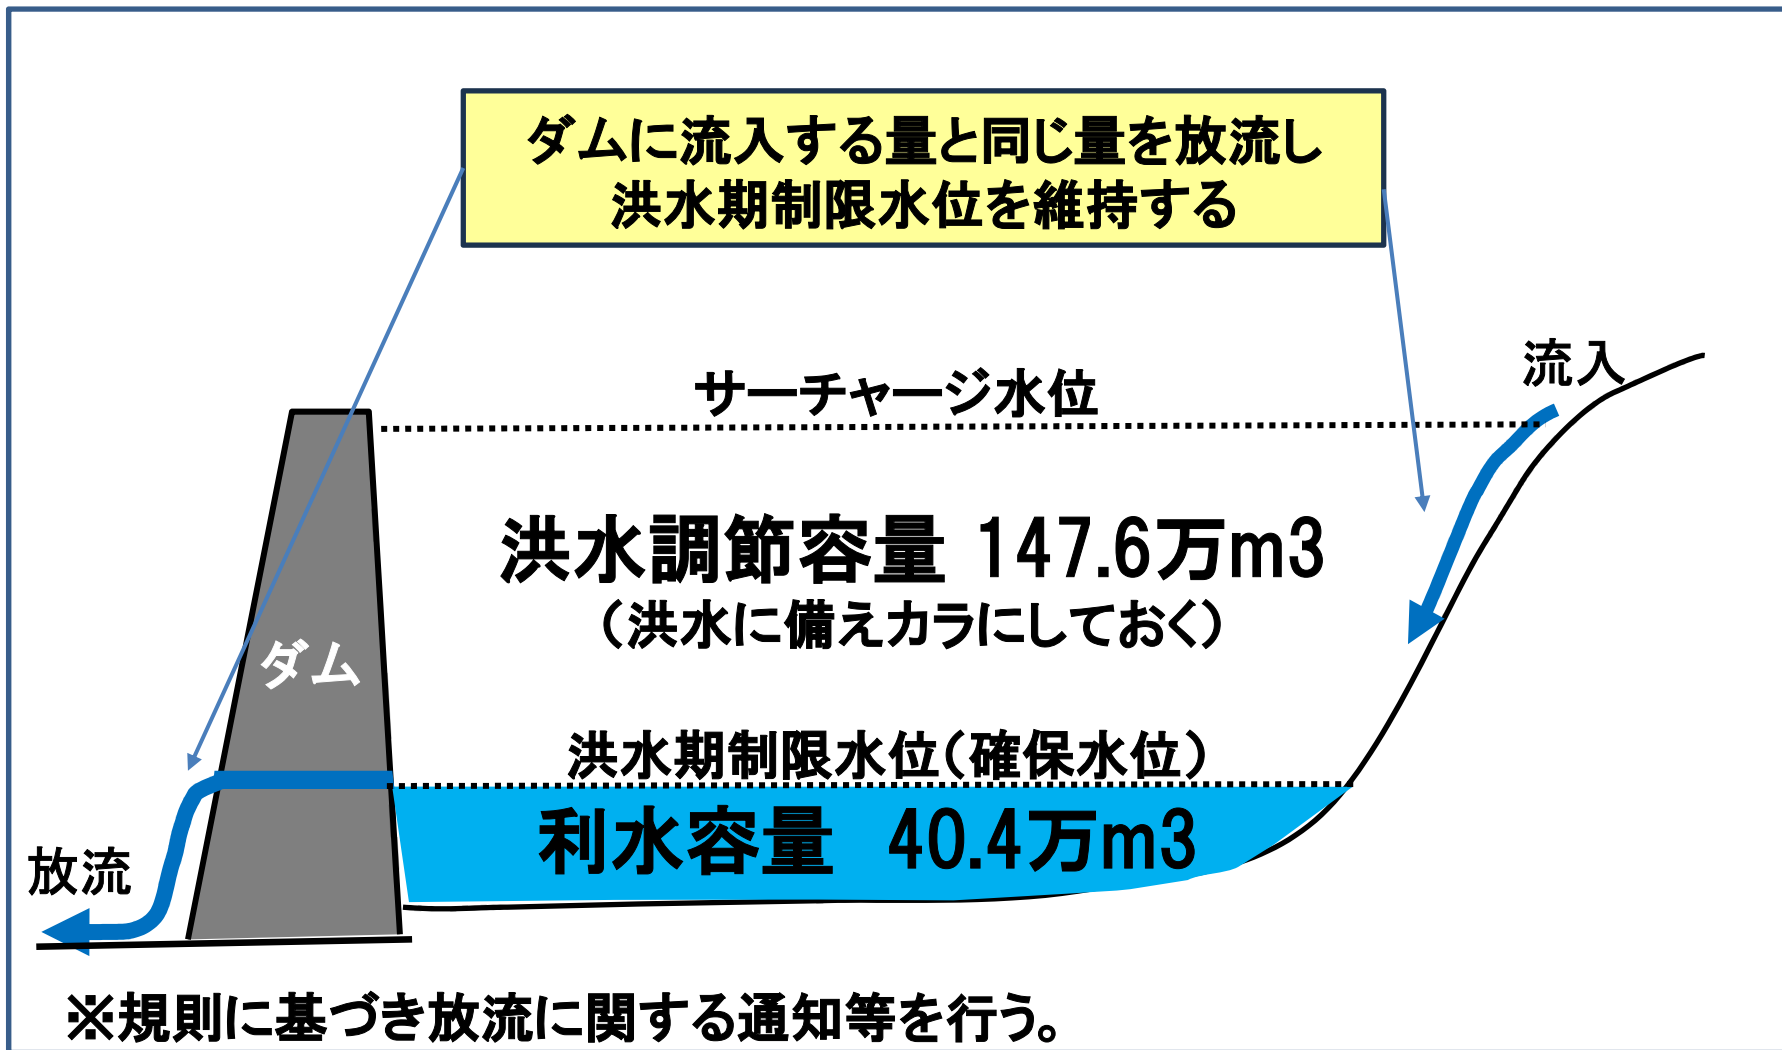 ダムに流入する量と同じ量を放流し
洪水期制限水位を維持する
流入
サーチャージ水位
洪水調節容量 147.6万m3
（洪水に備えカラにしておく）
ダム
洪水期制限水位（確保水位）
利水容量　40.4万m3
放流
※規則に基づき放流に関する通知等を行う。